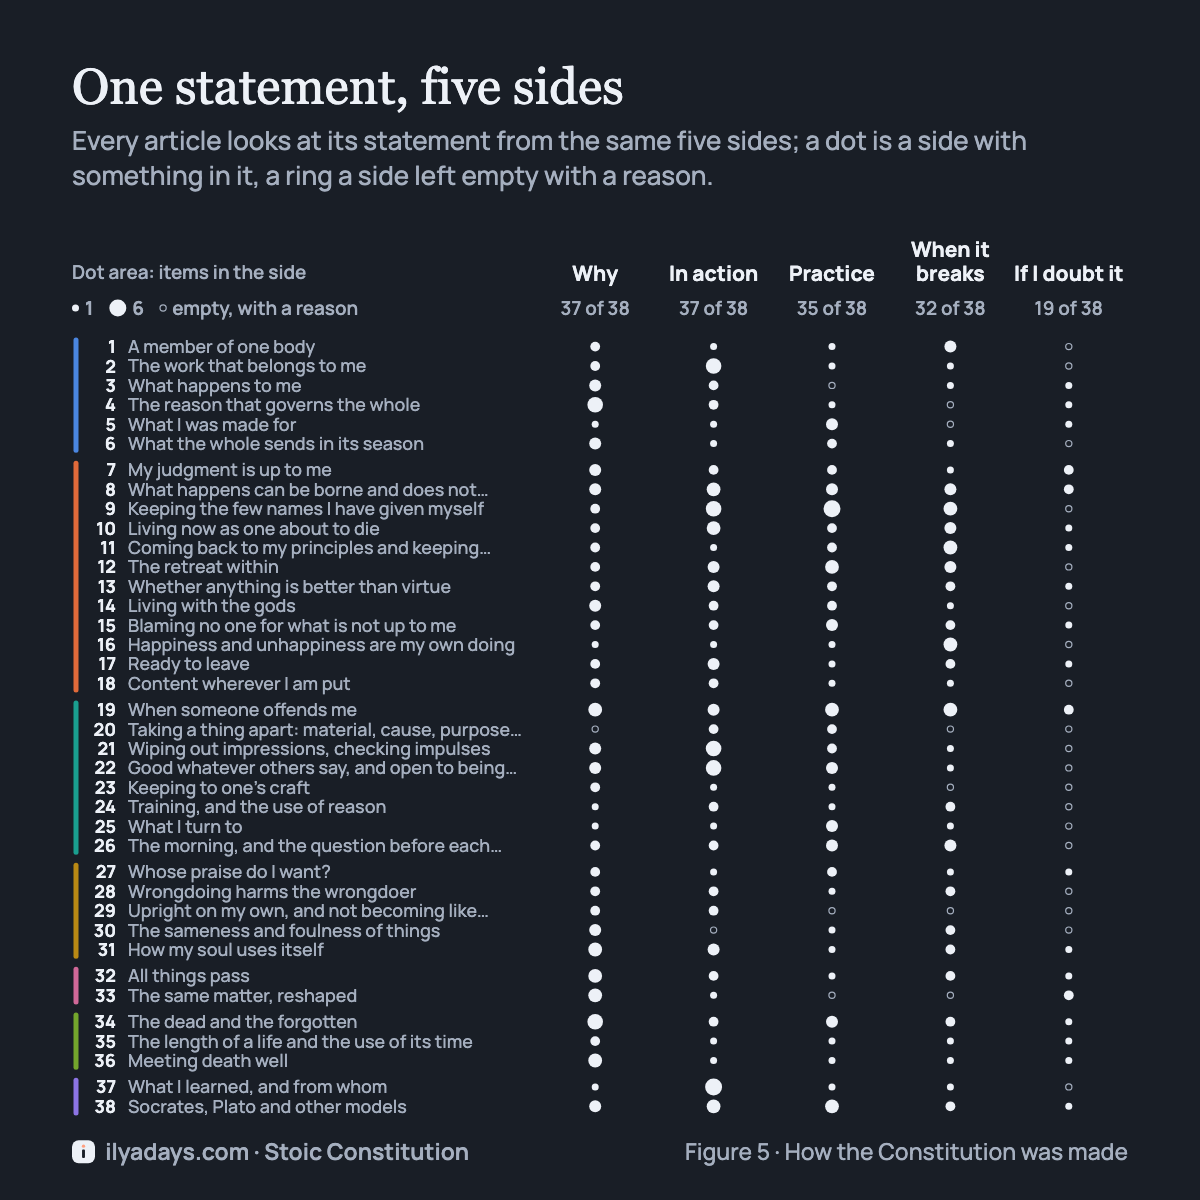 One statement, five sides
Every article looks at its statement from the same five sides; a dot is a side with
something in it, a ring a side left empty with a reason.
Dot area: items in the side
1 6 empty, with a reason
Why
In action
Practice
When it
breaks
If I doubt it
37 of 38
37 of 38
35 of 38
32 of 38
19 of 38
1 A member of one body
2 The work that belongs to me
3 What happens to me
4 The reason that governs the whole
5 What I was made for
6 What the whole sends in its season
7 My judgment is up to me
8 What happens can be borne and does not…
9 Keeping the few names I have given myself
10 Living now as one about to die
11 Coming back to my principles and keeping…
12 The retreat within
13 Whether anything is better than virtue
14 Living with the gods
15 Blaming no one for what is not up to me
16 Happiness and unhappiness are my own doing
17 Ready to leave
18 Content wherever I am put
19 When someone offends me
20 Taking a thing apart: material, cause, purpose…
21 Wiping out impressions, checking impulses
22 Good whatever others say, and open to being…
23 Keeping to one’s craft
24 Training, and the use of reason
25 What I turn to
26 The morning, and the question before each…
27 Whose praise do I want?
28 Wrongdoing harms the wrongdoer
29 Upright on my own, and not becoming like…
30 The sameness and foulness of things
31 How my soul uses itself
32 All things pass
33 The same matter, reshaped
34 The dead and the forgotten
35 The length of a life and the use of its time
36 Meeting death well
37 What I learned, and from whom
38 Socrates, Plato and other models
i ilyadays.com · Stoic Constitution
Figure 5 · How the Constitution was made